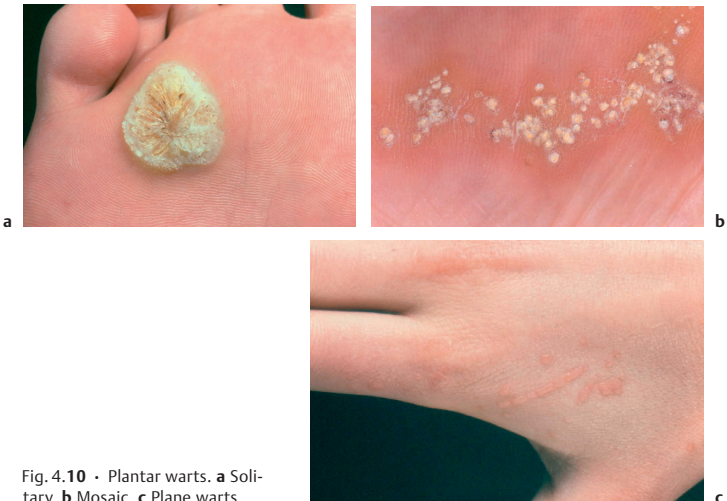 a
b
c
Fig. 4.10 · Plantar warts. a Soli-
tary. b Mosaic. c Plane warts